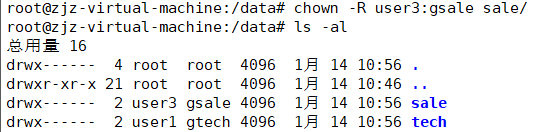 root@zjz-virtual-machine:/data# chown -R user3:gsale sale/
root@zjz-virtual-machine:/data# ls -al
总用量 16
drwx------  4 root  root  4096  1月 14 10:56 .
drwxr-xr-x 21 root  root  4096  1月 14 10:46 ..
drwx------  2 user3 gsale 4096  1月 14 10:56 sale
drwx------  2 user1 gtech 4096  1月 14 10:56 tech